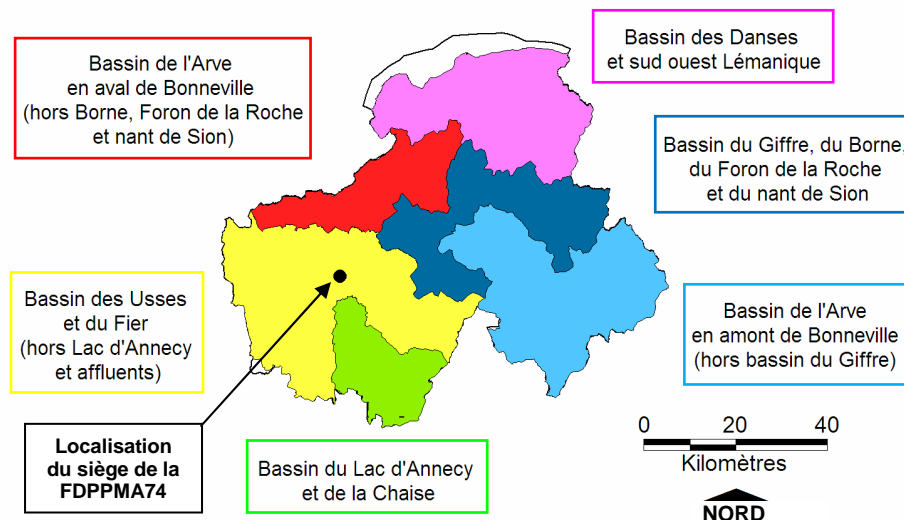 Bassin de l'Arve
en aval de Bonneville
(hors Borne, Foron de la Roche
et nant de Sion)
Bassin des Danses
et sud ouest Lémanique
Bassin du Giffre, du Borne,
du Foron de la Roche
et du nant de Sion
Bassin des Usses
et du Fier
(hors Lac d'Annecy
et affluents)
Bassin de l'Arve
en amont de Bonneville
(hors bassin du Giffre)
Localisation
du siège de la
FDPPMA74
Bassin du Lac d'Annecy
et de la Chaise
0 20 40
Kilomètres
NORD